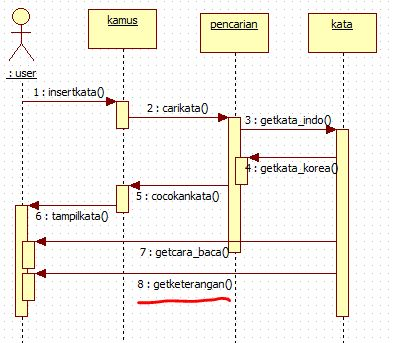 kamus
pencarian
kata
: user
1 : insertkata()
2 : carikata()
3 : getkata_indo()
4 : getkata_korea()
5 : cocokankata()
6 : tampilkata()
7 : getcara_baca()
8 : getketerangan()